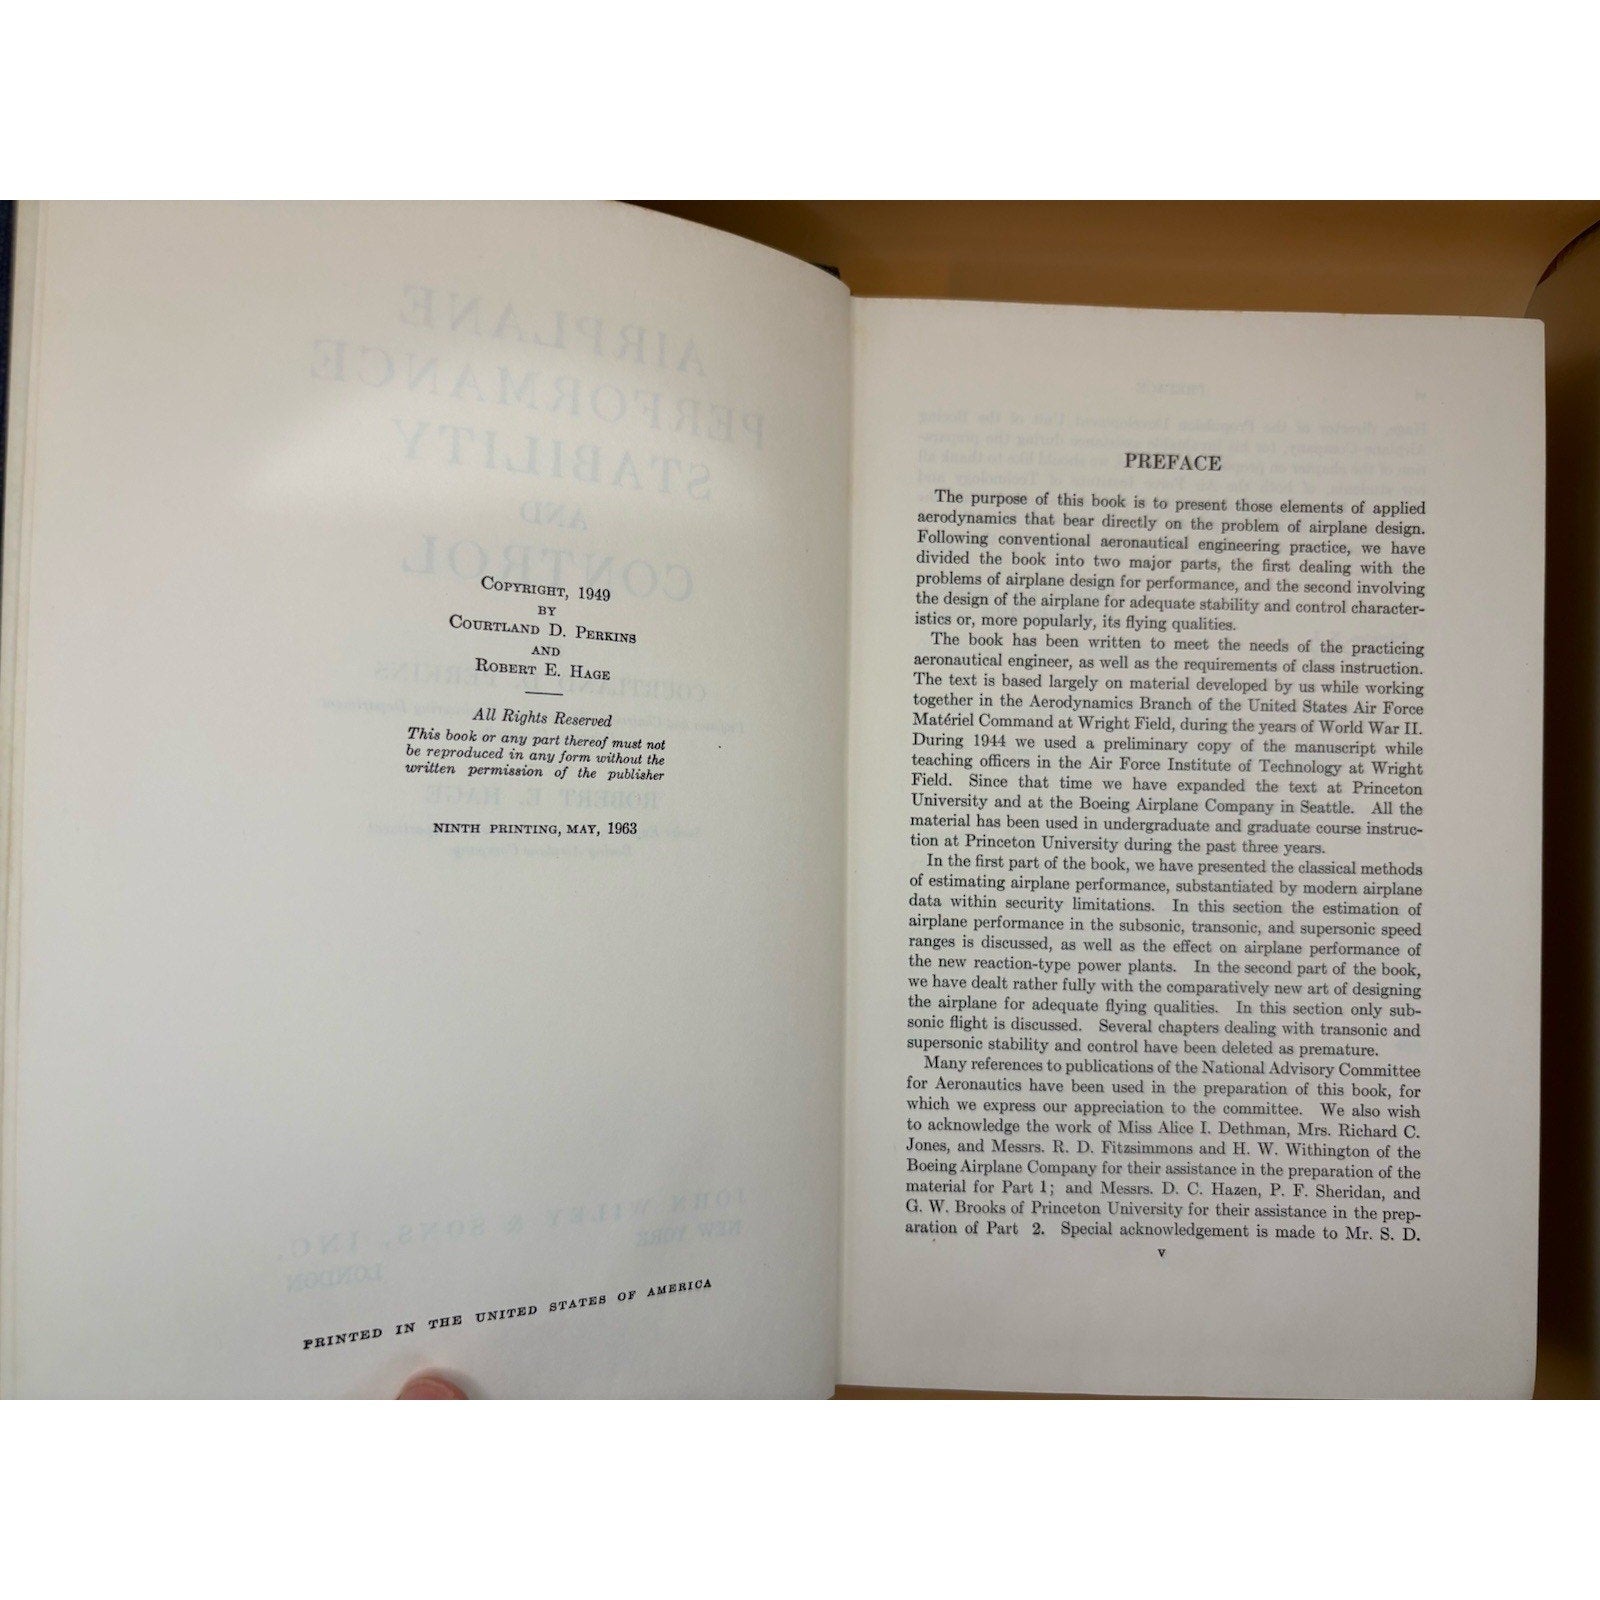 COPYRIGHT, 1949
BY
COURTLAND D. PERKINS
AND
ROBERT E. HAGE
All Rights Reserved
This book or any part thereof must not
be reproduced in any form without the
written permission of the publisher
NINTH PRINTING, MAY, 1963
PRINTED IN THE UNITED STATES OF AMERICA
AIRPLANE
PERFORMANCE
STABILITY
AND
CONTROL
ROBERT E. HAGE
JOHN WILEY & SONS, INC.
NEW YORK
LONDON
PREFACE
The purpose of this book is to present those elements of applied
aerodynamics that bear directly on the problem of airplane design.
Following conventional aeronautical engineering practice, we have
divided the book into two major parts, the first dealing with the
problems of airplane design for performance, and the second involving
the design of the airplane for adequate stability and control character-
istics or, more popularly, its flying qualities.
The book has been written to meet the needs of the practicing
aeronautical engineer, as well as the requirements of class instruction.
The text is based largely on material developed by us while working
together in the Aerodynamics Branch of the United States Air Force
Matériel Command at Wright Field, during the years of World War II.
During 1944 we used a preliminary copy of the manuscript while
teaching officers in the Air Force Institute of Technology at Wright
Field. Since that time we have expanded the text at Princeton
University and at the Boeing Airplane Company in Seattle. All the
material has been used in undergraduate and graduate course instruc-
tion at Princeton University during the past three years.
In the first part of the book, we have presented the classical methods
of estimating airplane performance, substantiated by modern airplane
data within security limitations. In this section the estimation of
airplane performance in the subsonic, transonic, and supersonic speed
ranges is discussed, as well as the effect on airplane performance of
the new reaction-type power plants. In the second part of the book,
we have dealt rather fully with the comparatively new art of designing
the airplane for adequate flying qualities. In this section only sub-
sonic flight is discussed. Several chapters dealing with transonic and
supersonic stability and control have been deleted as premature.
Many references to publications of the National Advisory Committee
for Aeronautics have been used in the preparation of this book, for
which we express our appreciation to the committee. We also wish
to acknowledge the work of Miss Alice I. Dethman, Mrs. Richard C.
Jones, and Messrs. R. D. Fitzsimmons and H. W. Withington of the
Boeing Airplane Company for their assistance in the preparation of the
material for Part 1; and Messrs. D. C. Hazen, P. F. Sheridan, and
G. W. Brooks of Princeton University for their assistance in the prep-
aration of Part 2. Special acknowledgement is made to Mr. S. D.
v